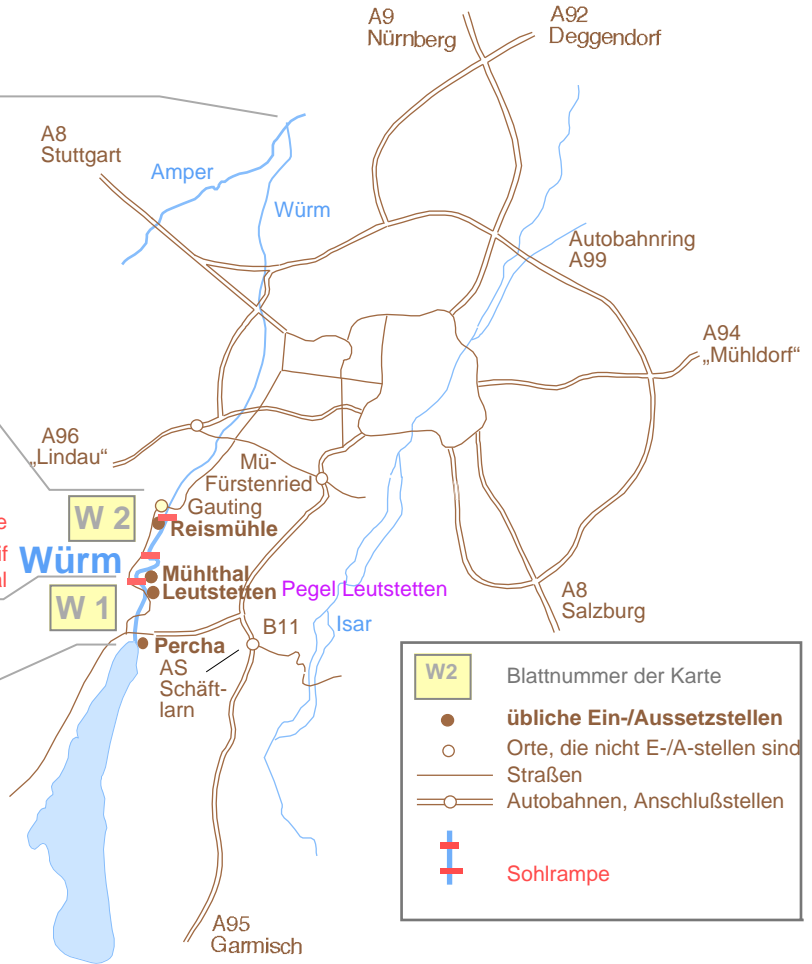 A9
Nürnberg
A92
Deggendorf
A8
Stuttgart
Amper
Würm
Autobahnring
A99
A94
„Mühldorf“
A96
„Lindau“
Mü-
Fürstenried
Gauting
W 2
Reismühle
Würm
Mühlthal
Leutstetten
Pegel Leutstetten
W 1
A8
Salzburg
B11
Isar
Percha
AS
Schäft-
larn
A95
Garmisch
W2
Blattnummer der Karte
übliche Ein-/Aussetzstellen
Orte, die nicht E-/A-stellen sind
Straßen
Autobahnen, Anschlußstellen
Sohlrampe